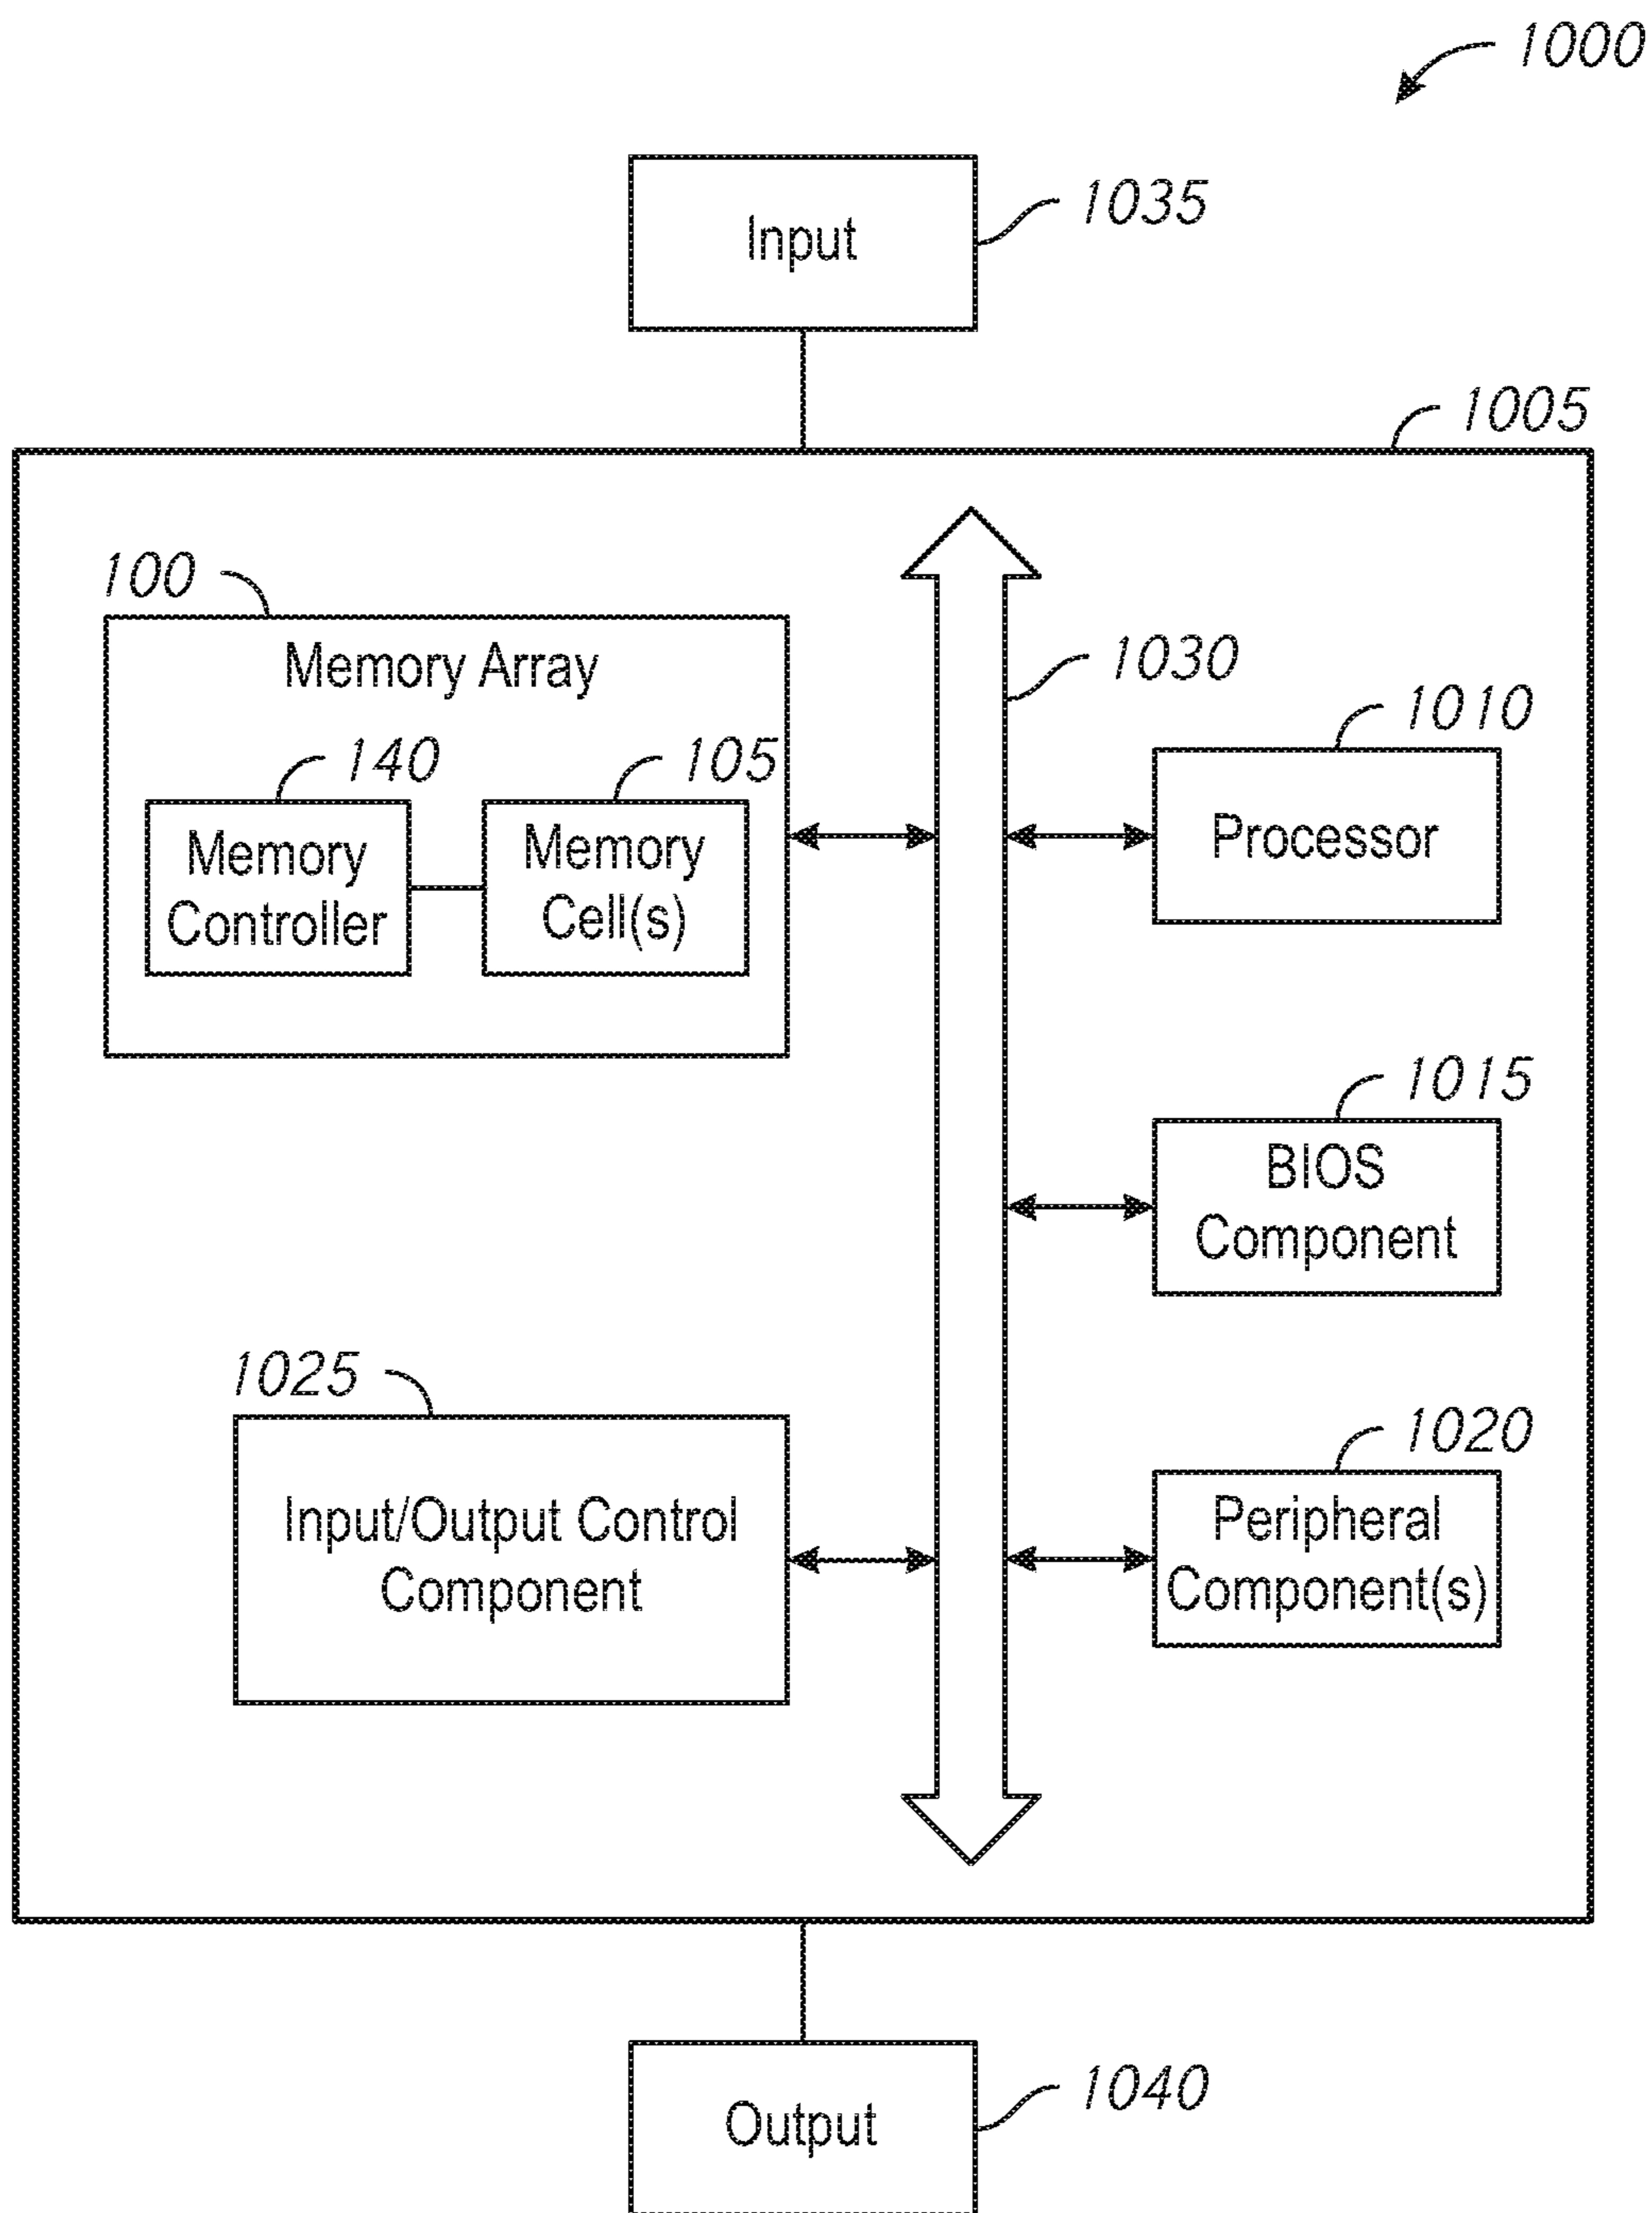 1000
Input
1035
1005
100
Memory Array
1030
140
105
Memory
Controller
Memory
Cell(s)
1010
Processor
1015
BIOS
Component
1025
Input/Output Control
Component
1020
Peripheral
Component(s)
Output
1040